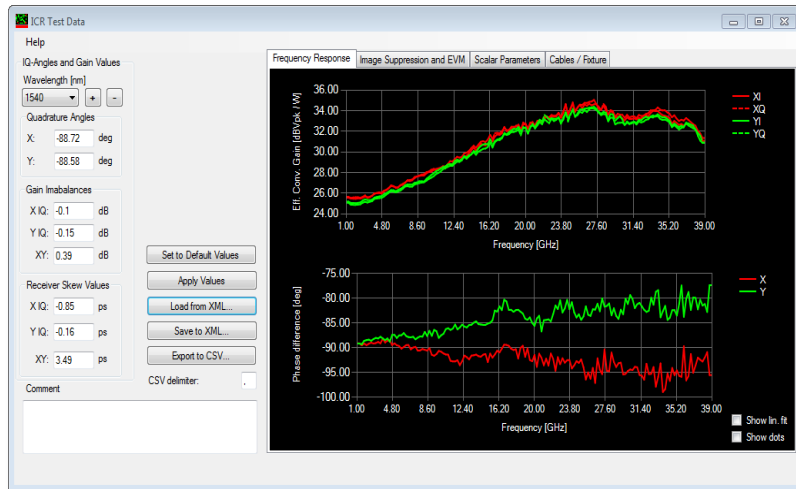 ICR Test Data
Help
IQ-Angles and Gain Values
Wavelength [nm]
1540 + -
Quadrature Angles
X: -88.72 deg
Y: -88.58 deg
Gain Imabalances
X IQ: -0.1 dB
Y IQ: -0.15 dB
XY: 0.39 dB
Receiver Skew Values
X IQ: -0.85 ps
Y IQ: -0.16 ps
XY: 3.49 ps
Comment
Set to Default Values
Apply Values
Load from XML...
Save to XML...
Export to CSV...
CSV delimiter: .
Frequency Response Image Suppression and EVM Scalar Parameters Cables / Fixture
Eff. Conv. Gain [dBVpk / W]
36.00
34.00
32.00
30.00
28.00
26.00
24.00
1.00 4.80 8.60 12.40 16.20 20.00 23.80 27.60 31.40 35.20 39.00
Frequency [GHz]
XI
XQ
YI
YQ
Phase difference [deg]
-75.00
-80.00
-85.00
-90.00
-95.00
-100.00
1.00 4.80 8.60 12.40 16.20 20.00 23.80 27.60 31.40 35.20 39.00
Frequency [GHz]
X
Y
Show lin. fit
Show dots